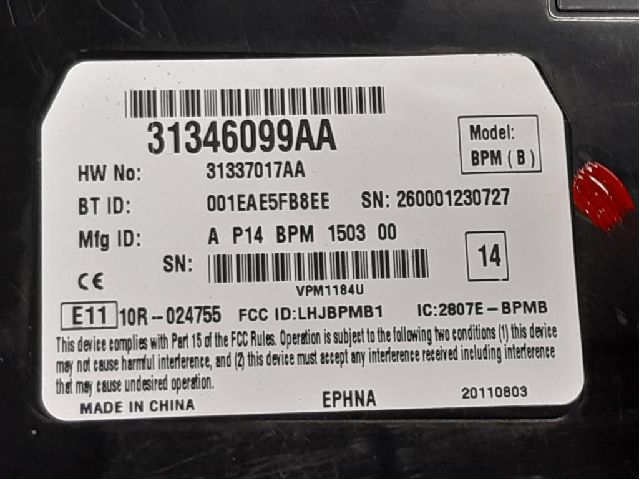 31346099AA
Model:
BPM ( B )
HW No: 31337017AA
BT ID: 001EAE5FB8EE SN: 260001230727
Mfg ID: A P14 BPM 1503 00
SN:
14
VPM1184U
CE
E11 10R-024755 FCC ID:LHJBPMB1 IC:2807E-BPMB
This device complies with Part 15 of the FCC Rules. Operation is subject to the following two conditions (1) this device
may not cause harmful interference, and (2) this device must accept any interference received including interference
that may cause undesired operation.
MADE IN CHINA EPHNA 20110803